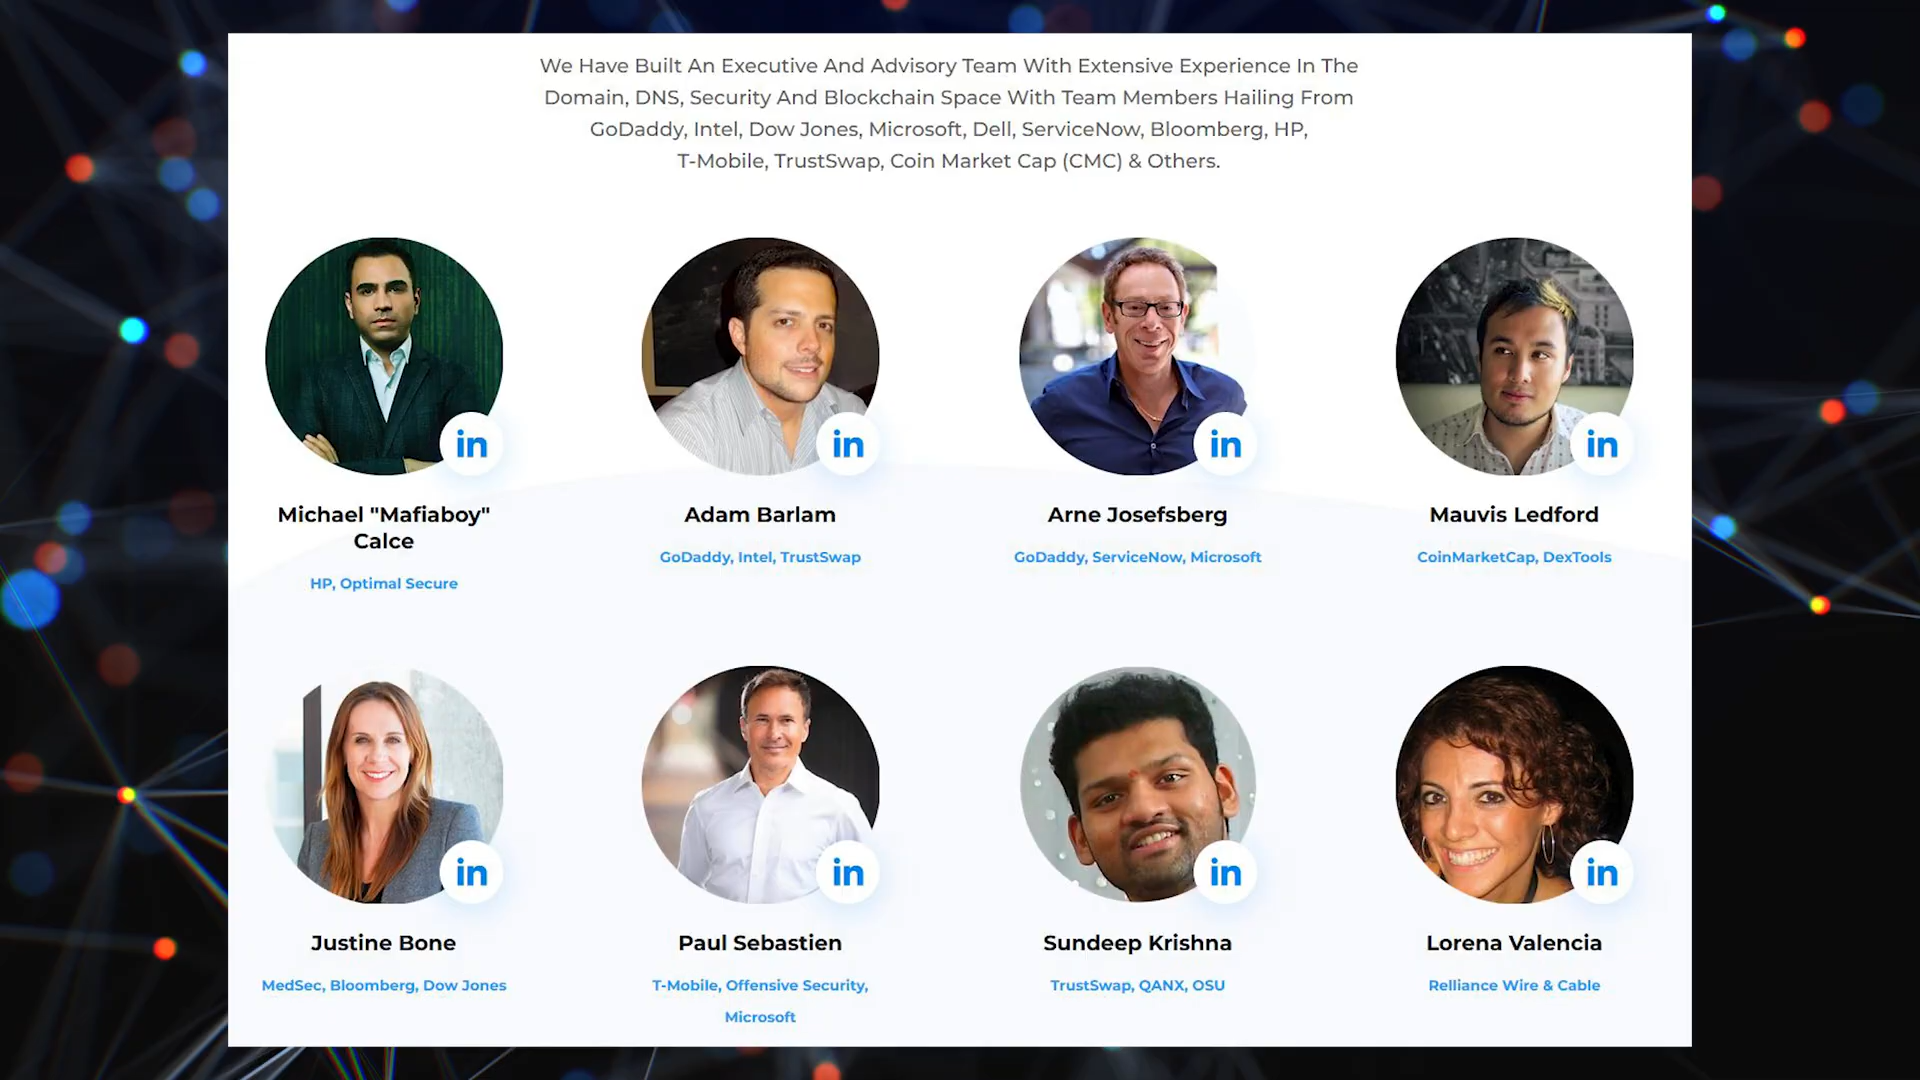 We Have Built An Executive And Advisory Team With Extensive Experience In The
Domain, DNS, Security And Blockchain Space With Team Members Hailing From
GoDaddy, Intel, Dow Jones, Microsoft, Dell, ServiceNow, Bloomberg, HP,
T-Mobile, TrustSwap, Coin Market Cap (CMC) & Others.
in
in
in
in
Michael "Mafiaboy"
Calce
HP, Optimal Secure
Adam Barlam
GoDaddy, Intel, TrustSwap
Arne Josefsberg
GoDaddy, ServiceNow, Microsoft
Mauvis Ledford
CoinMarketCap, DexTools
in
in
in
in
Justine Bone
MedSec, Bloomberg, Dow Jones
Paul Sebastien
T-Mobile, Offensive Security,
Microsoft
Sundeep Krishna
TrustSwap, QANX, OSU
Lorena Valencia
Relliance Wire & Cable